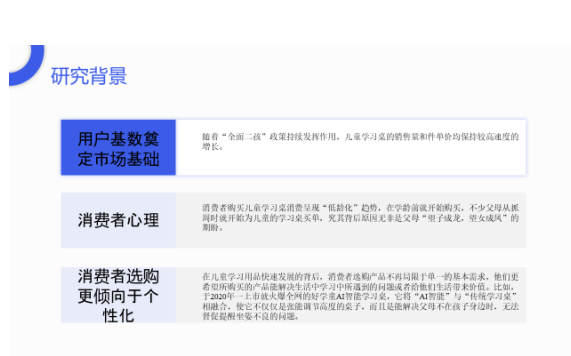 研究背景
用户基数奠
定市场基础
随着“全面二孩”政策持续发挥作用，儿童学习桌的销售量和件单价均保持较高速度的
增长。
消费者心理
消费者购买儿童学习桌消费呈现“低龄化”趋势，在学龄前就开始购买，不少父母从抓
周时就开始为儿童的学习桌买单，究其背后原因无非是父母“望子成龙，望女成凤”的
期盼。
消费者选购
更倾向于个
性化
在儿童学习用品快速发展的背后，消费者选购产品不再局限于单一的基本需求，他们更
希望所购买的产品能解决生活中学习中所遇到的问题或者给他们生活带来价值。比如，
于2020年一上市就火爆全网的好学童AI智能学习桌，它将“AI智能”与“传统学习桌”
相融合，使它不仅仅是张能调节高度的桌子，而且是能解决父母不在孩子身边时，无法
督促提醒坐姿不良的问题。